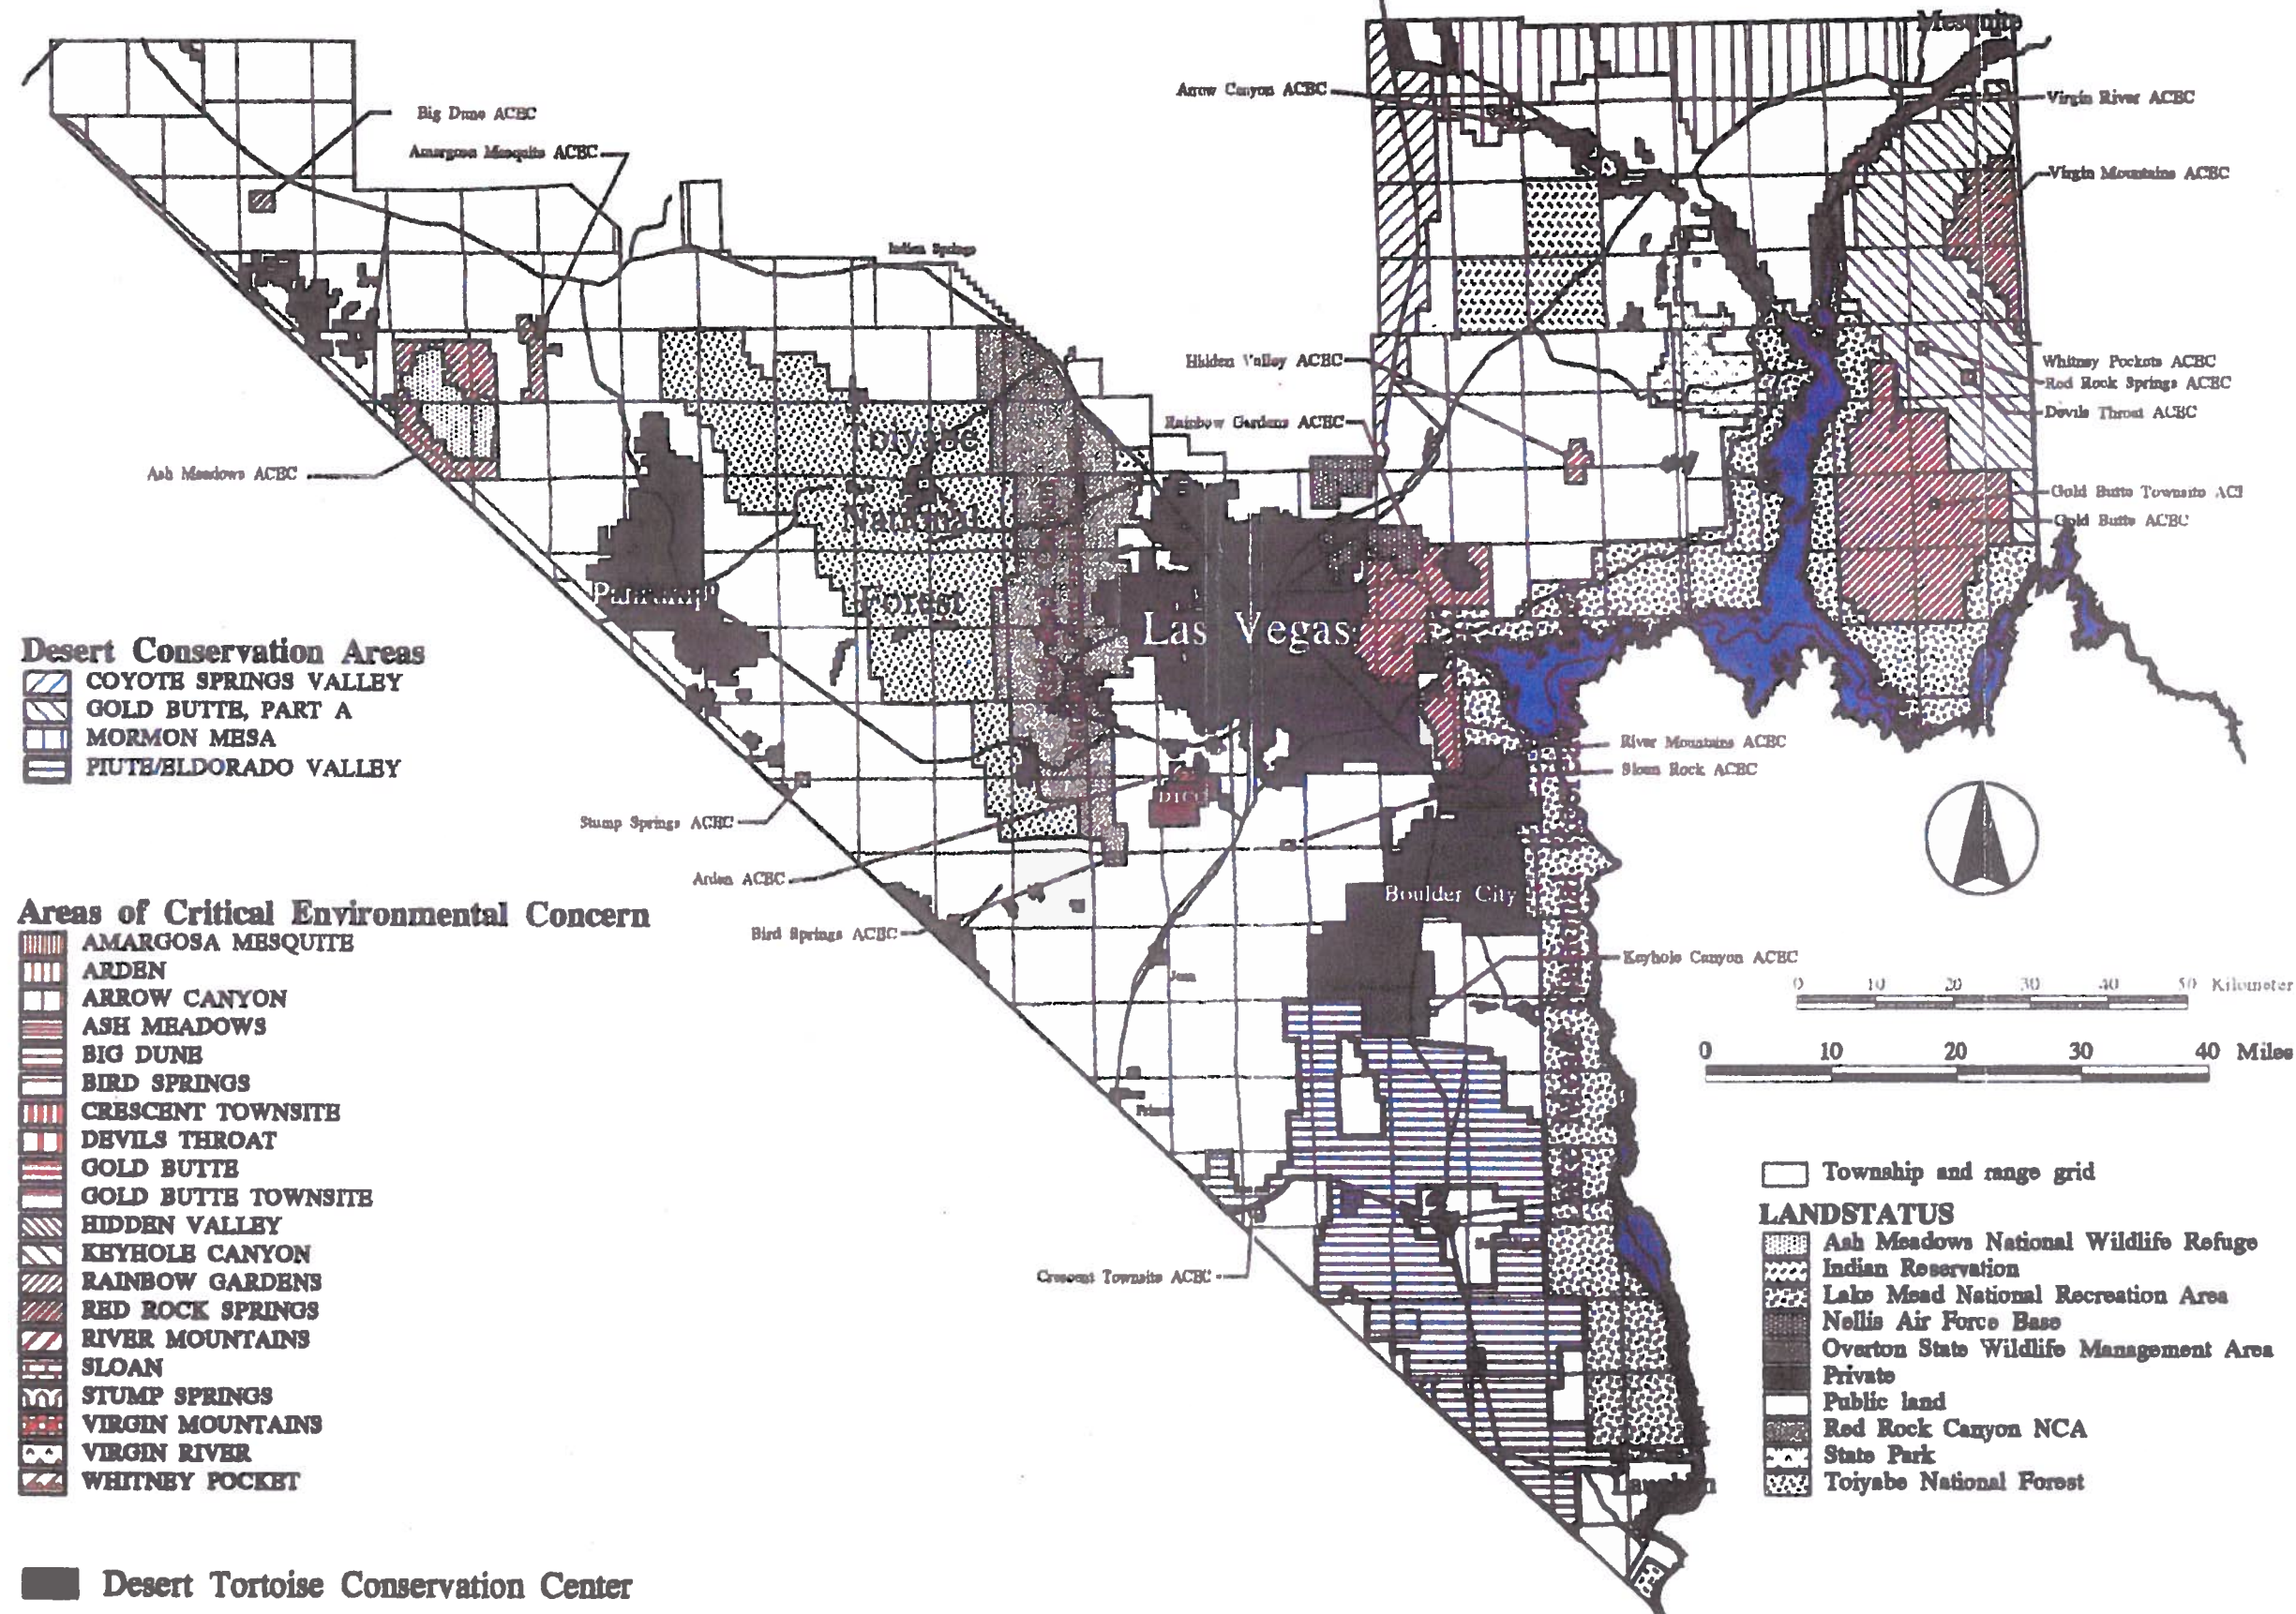 Mesquite
Arrow Canyon ACEC
Virgin River ACEC
Big Dune ACEC
Amargosa Mesquite ACEC
Virgin Mountains ACEC
Indian Springs
Hidden Valley ACEC
Whitney Pockets ACEC
Red Rock Springs ACEC
Devils Throat ACEC
Rainbow Gardens ACEC
Toiyabe
National
Forest
Ash Meadows ACEC
Gold Butte Townsite ACE
Gold Butte ACEC
Pahrump
Las Vegas
River Mountains ACEC
Sloan Rock ACEC
Stump Springs ACEC
DTCC
Arden ACEC
Boulder City
Bird Springs ACEC
Keyhole Canyon ACEC
Jean
Primm
Crescent Townsite ACEC
Laughlin
Desert Conservation Areas
COYOTE SPRINGS VALLEY
GOLD BUTTE, PART A
MORMON MESA
PIUTE/ELDORADO VALLEY
Areas of Critical Environmental Concern
AMARGOSA MESQUITE
ARDEN
ARROW CANYON
ASH MEADOWS
BIG DUNE
BIRD SPRINGS
CRESCENT TOWNSITE
DEVILS THROAT
GOLD BUTTE
GOLD BUTTE TOWNSITE
HIDDEN VALLEY
KEYHOLE CANYON
RAINBOW GARDENS
RED ROCK SPRINGS
RIVER MOUNTAINS
SLOAN
STUMP SPRINGS
VIRGIN MOUNTAINS
VIRGIN RIVER
WHITNEY POCKET
Desert Tortoise Conservation Center
0 10 20 30 40 50 Kilometer
0 10 20 30 40 Miles
Township and range grid
LANDSTATUS
Ash Meadows National Wildlife Refuge
Indian Reservation
Lake Mead National Recreation Area
Nellis Air Force Base
Overton State Wildlife Management Area
Private
Public land
Red Rock Canyon NCA
State Park
Toiyabe National Forest